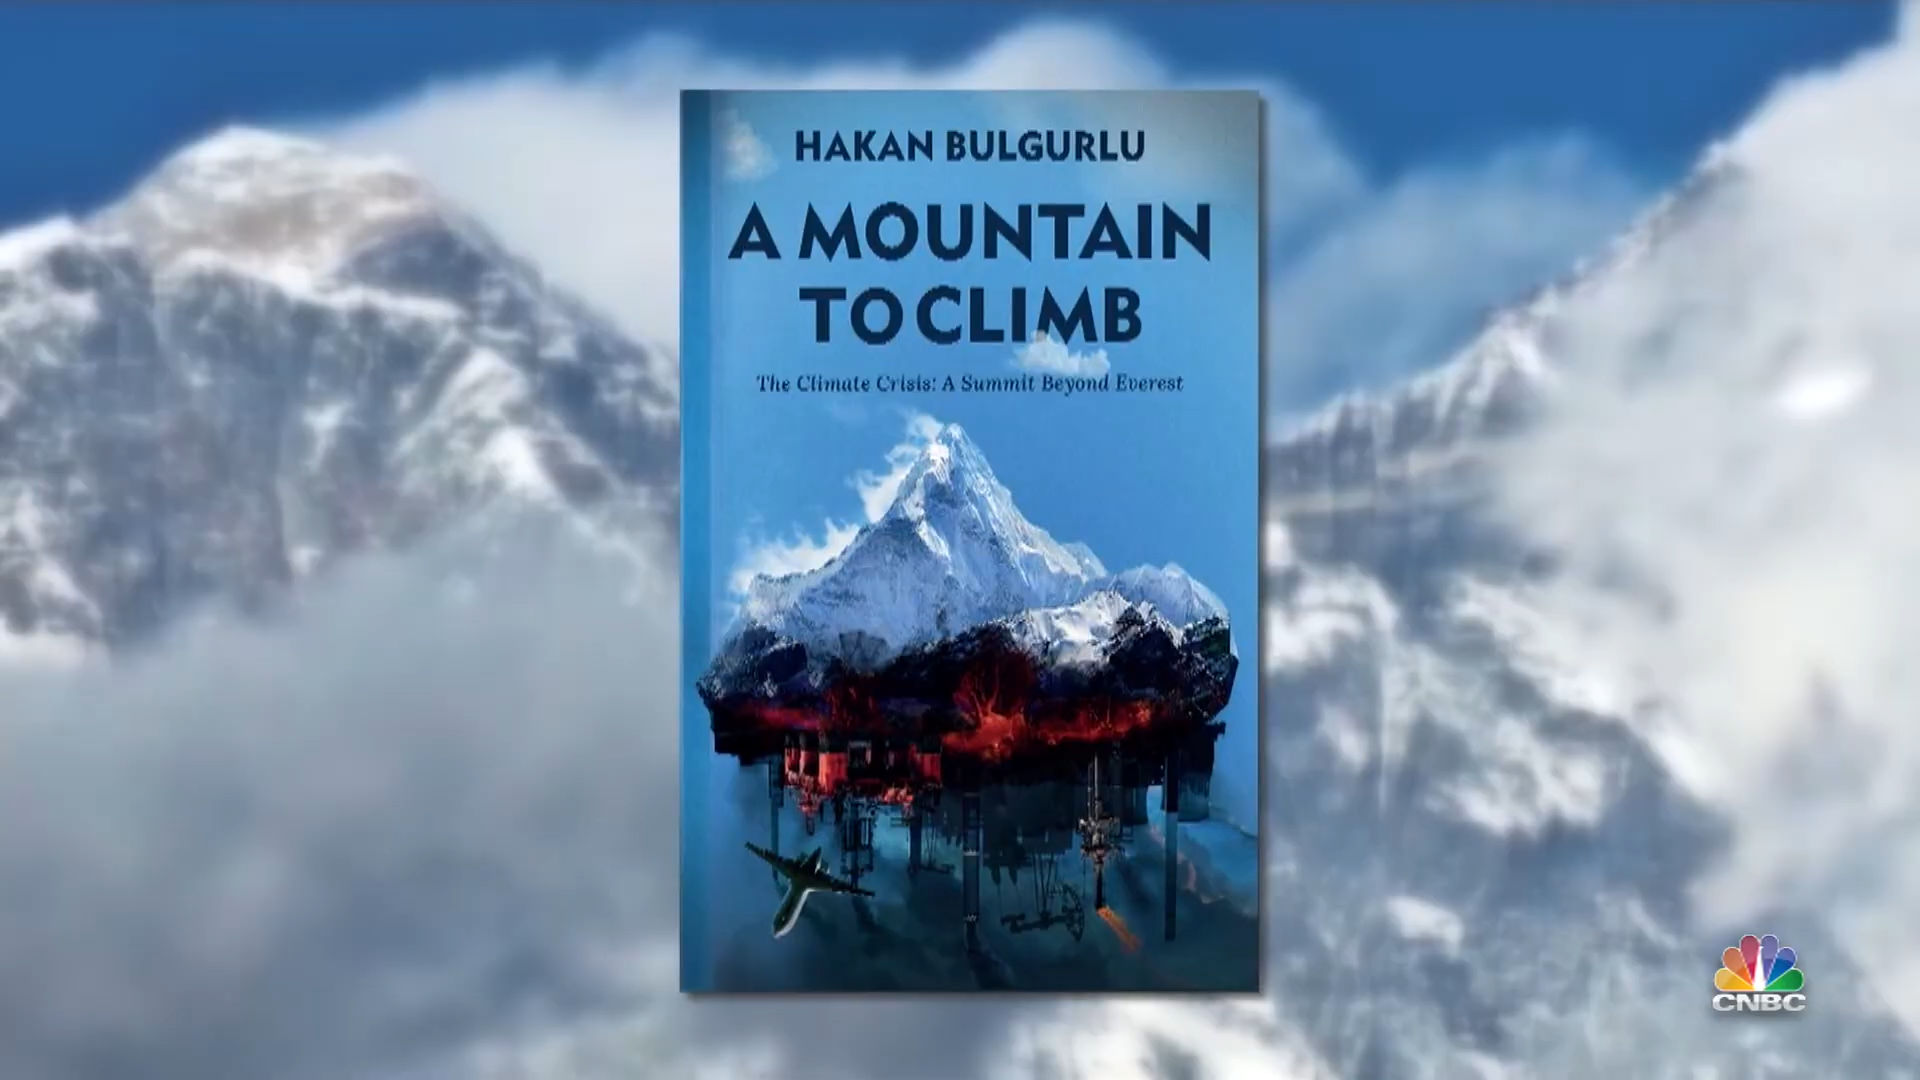 HAKAN BULGURLU
A MOUNTAIN
TO CLIMB
The Climate Crisis: A Summit Beyond Everest
CNBC